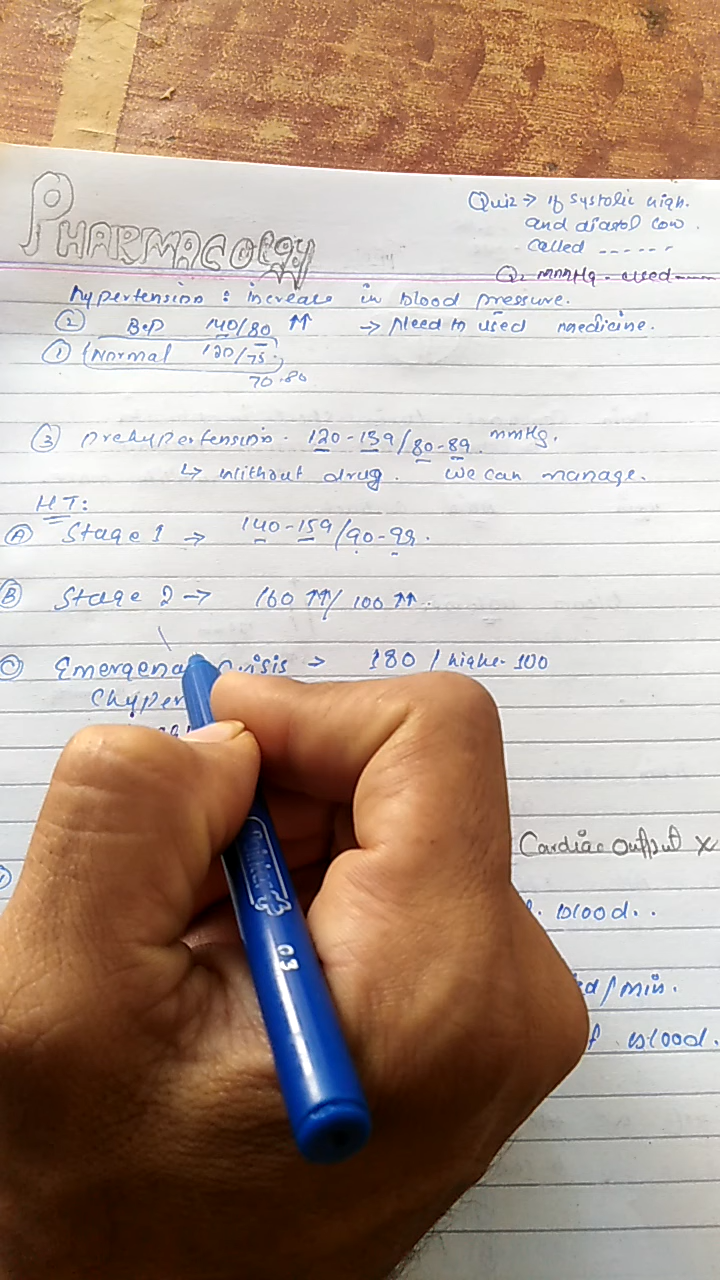 PHARMACOLOGY
Quiz → If systolic high.
and diastol low.
called ------
Q. mmHg - used ----
Hypertension : increase in blood pressure.
② B.P 140/80 ↑↑ → Need to used medicine.
① Normal 120/75.
70-80
③ Prehypertension. 120-139/80-89 mmHg.
↳ Without drug. We can manage.
HT:
Ⓐ Stage 1 → 140-159/90-99.
Ⓑ Stage 2 → 160 ↑↑/ 100 ↑↑.
Ⓒ Emergency Crisis → 180 / higher 100
Chyper
Cardiac output x
blood..
/min.
of blood.
03